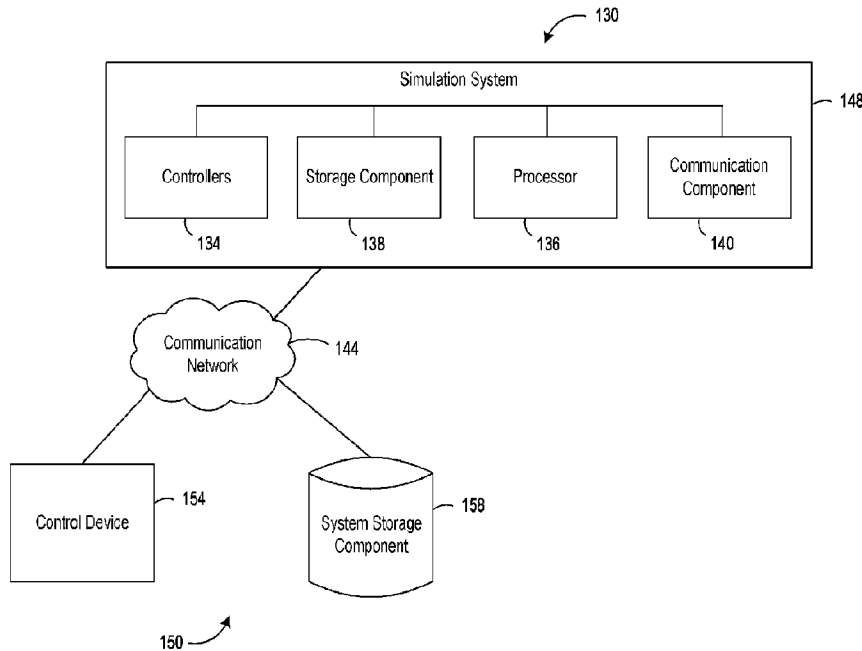 130
Simulation System
148
Controllers
Storage Component
Processor
Communication
Component
134
138
136
140
Communication
Network
144
Control Device
154
System Storage
Component
158
150